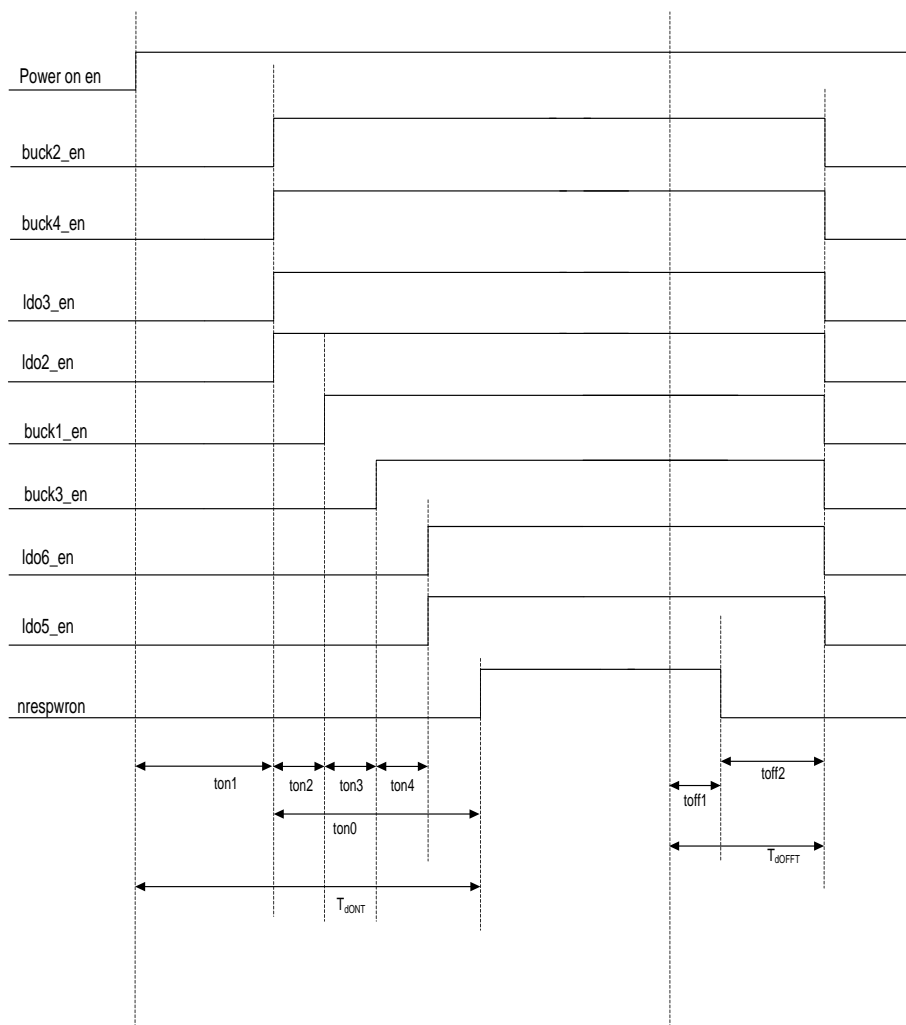 Power on en
buck2_en
buck4_en
ldo3_en
ldo2_en
buck1_en
buck3_en
ldo6_en
ldo5_en
nrespwron
ton1
ton2
ton3
ton4
toff2
toff1
ton0
TdOFFT
TdONT